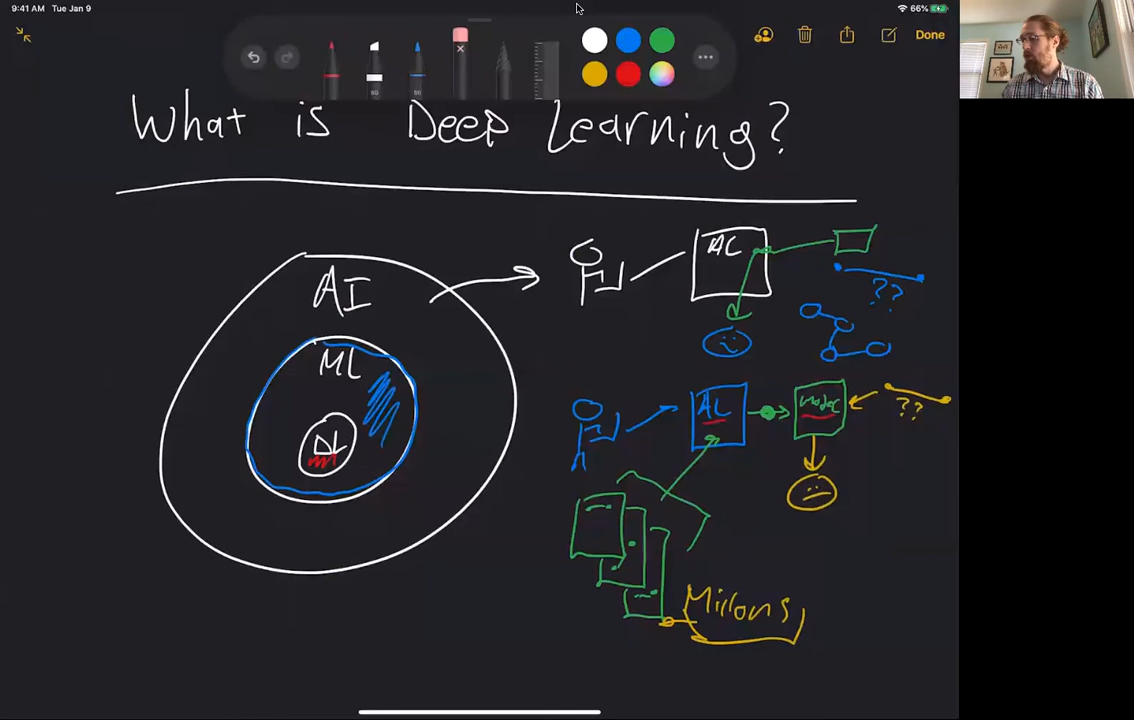 9:41 AM Tue Jan 9
66%
Done
What is Deep Learning?
AI
ML
DL
AL
??
AL
Model
??
Millons